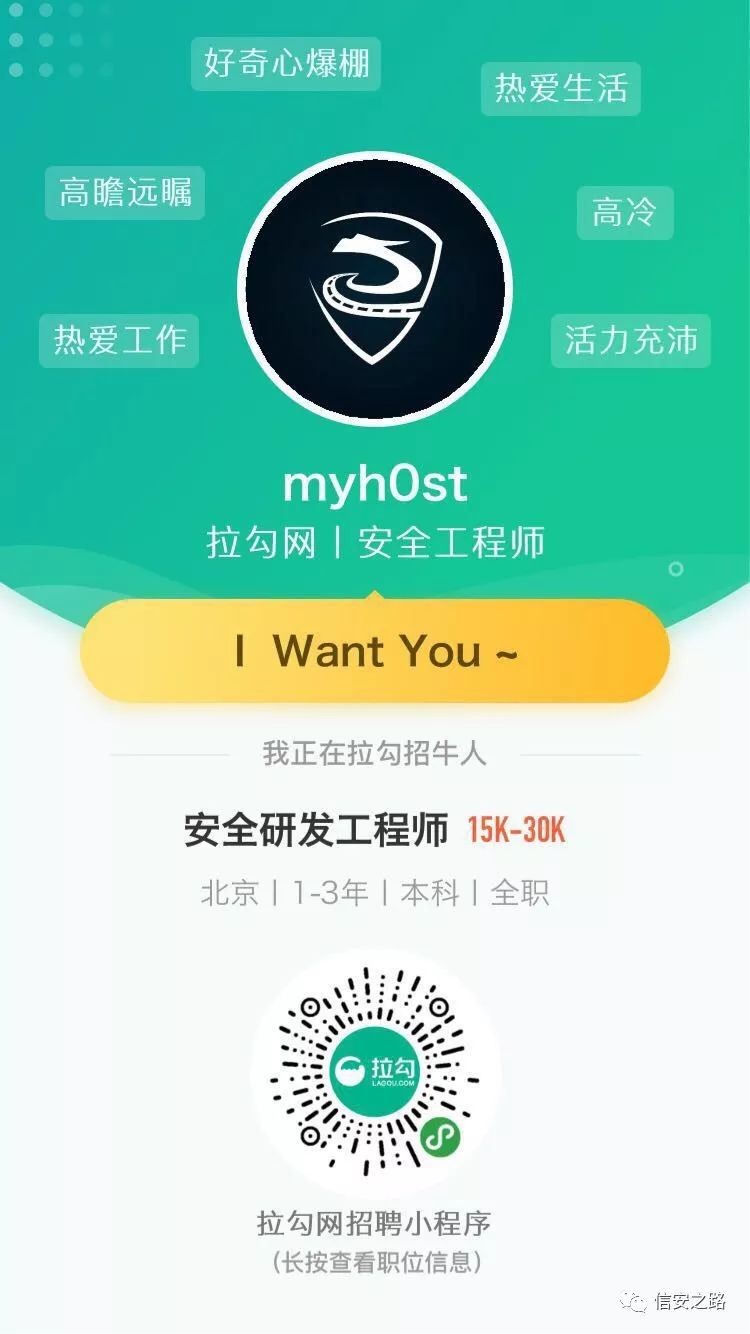 好奇心爆棚
热爱生活
高瞻远瞩
高冷
热爱工作
活力充沛
myh0st
拉勾网丨安全工程师
I Want You ~
我正在拉勾招牛人
安全研发工程师 15K-30K
北京丨1-3年丨本科丨全职
拉勾
LAGOU.COM
拉勾网招聘小程序
(长按查看职位信息)
信安之路